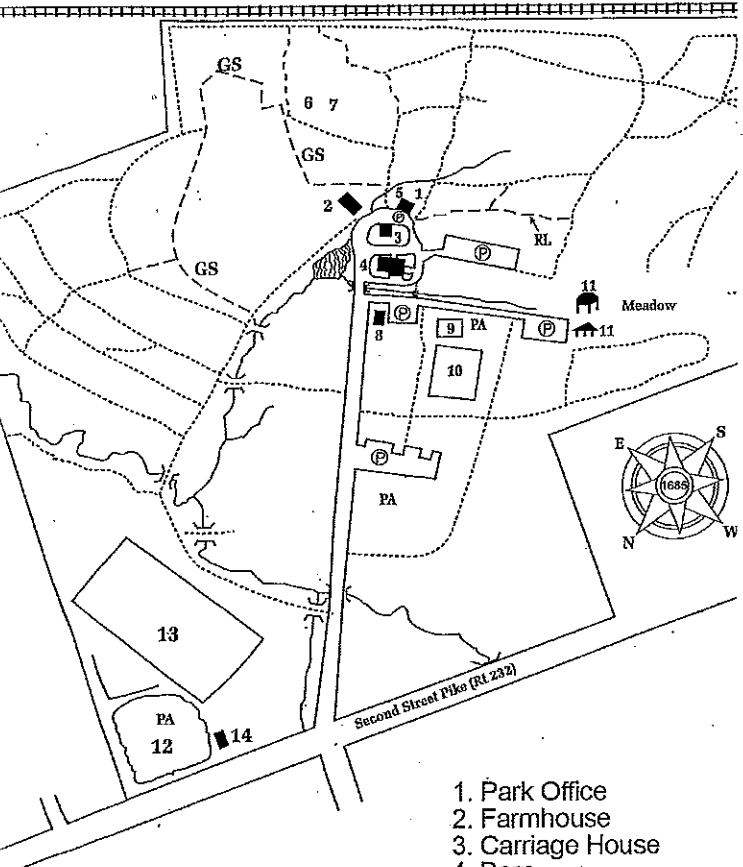 GS
6 7
GS
5 1
2
P
3
RL
P
4
GS
11
Meadow
P
8
9
PA
P
11
10
E
S
P
1685
PA
N
W
13
Second Street Pike (Rt 232)
PA
12
14
1. Park Office
2. Farmhouse
3. Carriage House